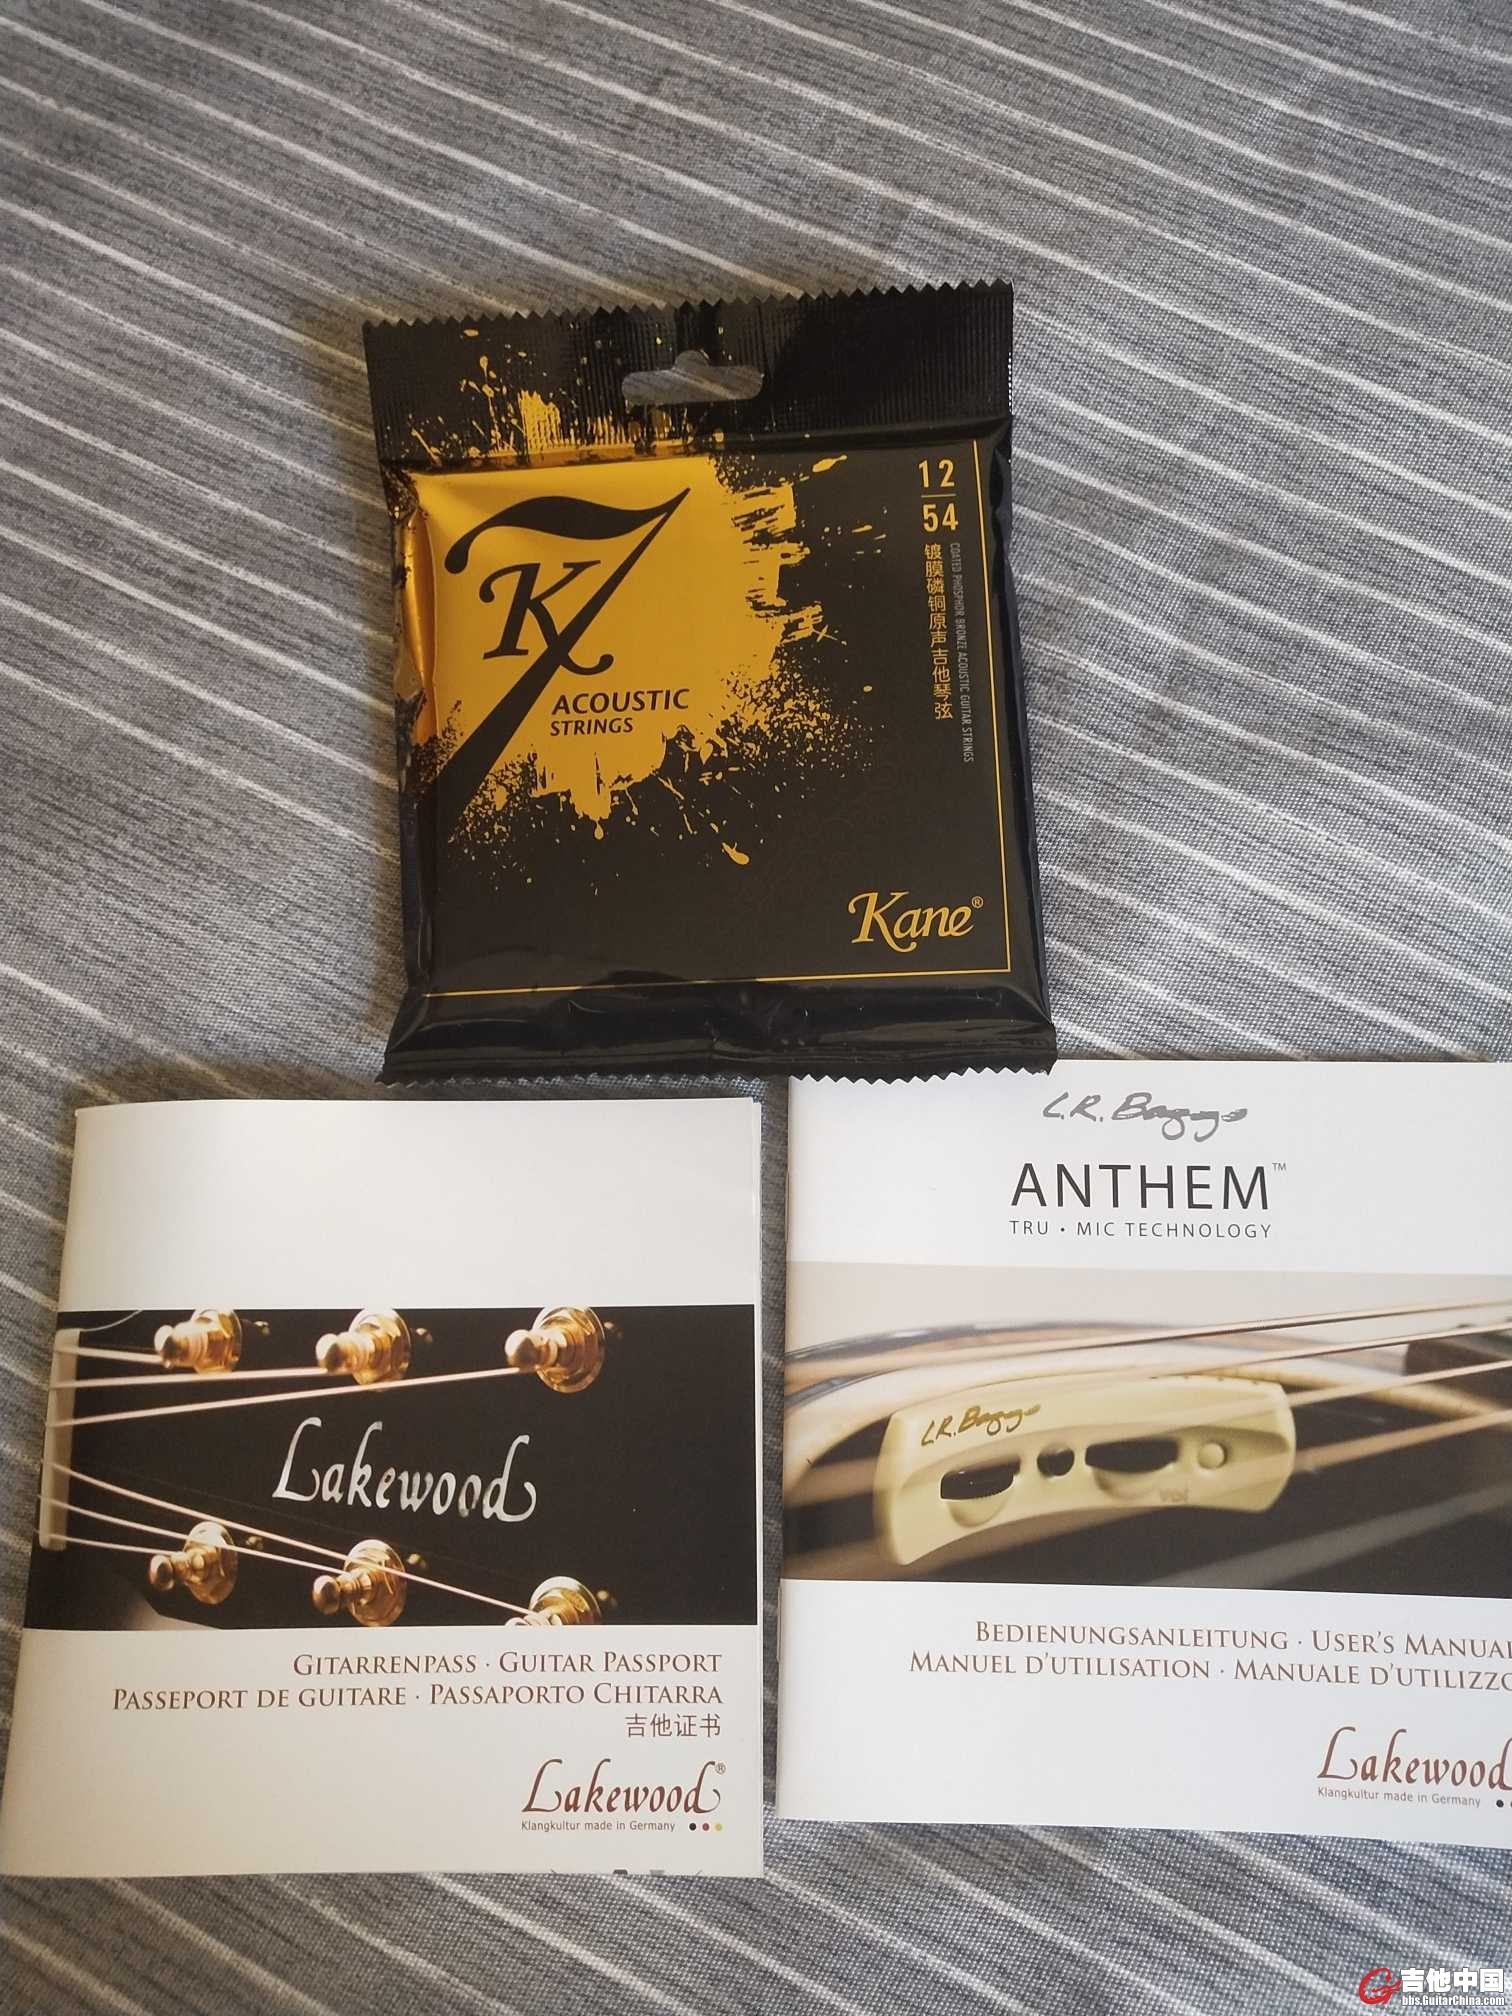 12
54
镀膜磷铜原声吉他琴弦
COATED PHOSPHOR BRONZE ACOUSTIC GUITAR STRINGS
K7
ACOUSTIC
STRINGS
Kane®
L.R. Baggs
ANTHEM™
TRU • MIC TECHNOLOGY
L.R. Baggs
vol
BEDIENUNGSANLEITUNG · USER'S MANUAL
MANUEL D'UTILISATION · MANUALE D'UTILIZZO
Lakewood
Klangkultur made in Germany
Lakewood
GITARRENPASS · GUITAR PASSPORT
PASSEPORT DE GUITARE · PASSAPORTO CHITARRA
吉他证书
Lakewood®
Klangkultur made in Germany
吉他中国
bbs.GuitarChina.com